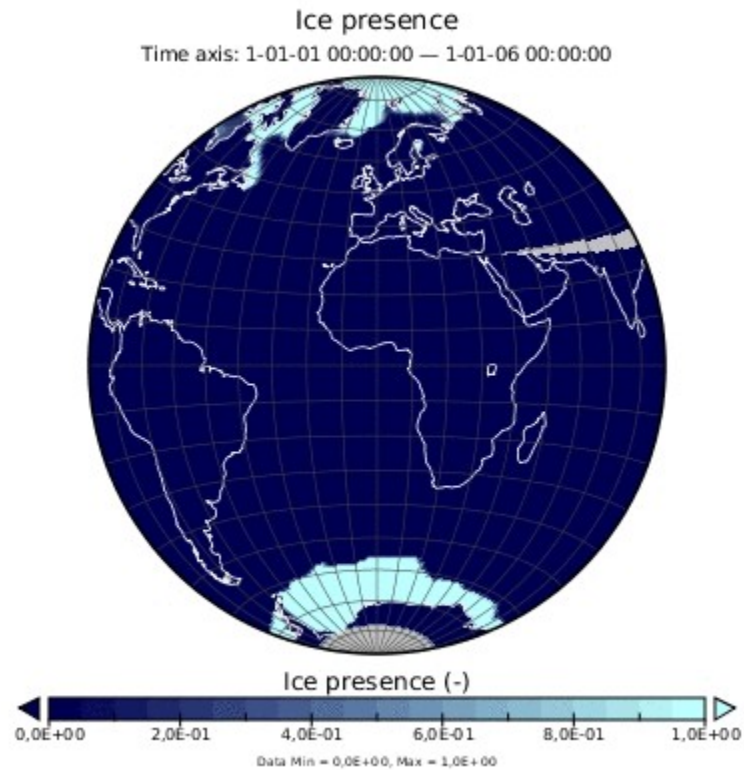 Ice presence
Time axis: 1-01-01 00:00:00 — 1-01-06 00:00:00
Ice presence (-)
0,0E+00 2,0E-01 4,0E-01 6,0E-01 8,0E-01 1,0E+00
Data Min = 0,0E+00, Max = 1,0E+00